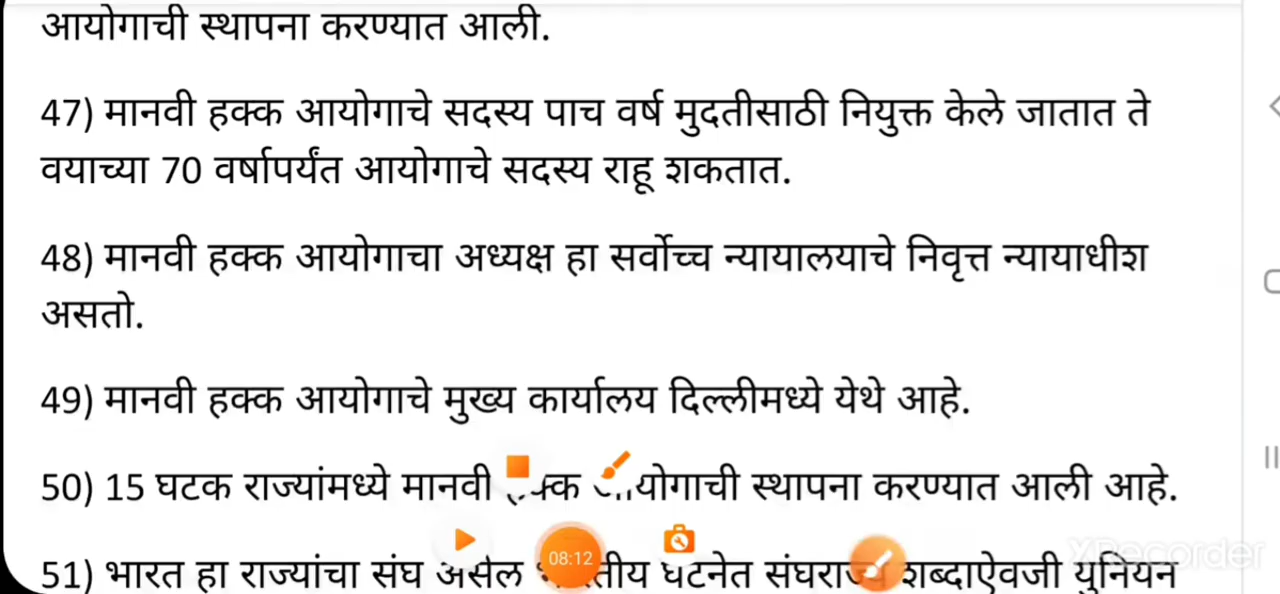 आयोगाची स्थापना करण्यात आली.
47) मानवी हक्क आयोगाचे सदस्य पाच वर्ष मुदतीसाठी नियुक्त केले जातात ते
वयाच्या 70 वर्षापर्यंत आयोगाचे सदस्य राहू शकतात.
48) मानवी हक्क आयोगाचा अध्यक्ष हा सर्वोच्च न्यायालयाचे निवृत्त न्यायाधीश
असतो.
49) मानवी हक्क आयोगाचे मुख्य कार्यालय दिल्लीमध्ये येथे आहे.
50) 15 घटक राज्यांमध्ये मानवी स्थापना करण्यात आली आहे.
08:12
XRecorder
51) भारत हा राज्यांचा संघ असेल घटनेत शब्दाऐवजी युनियन